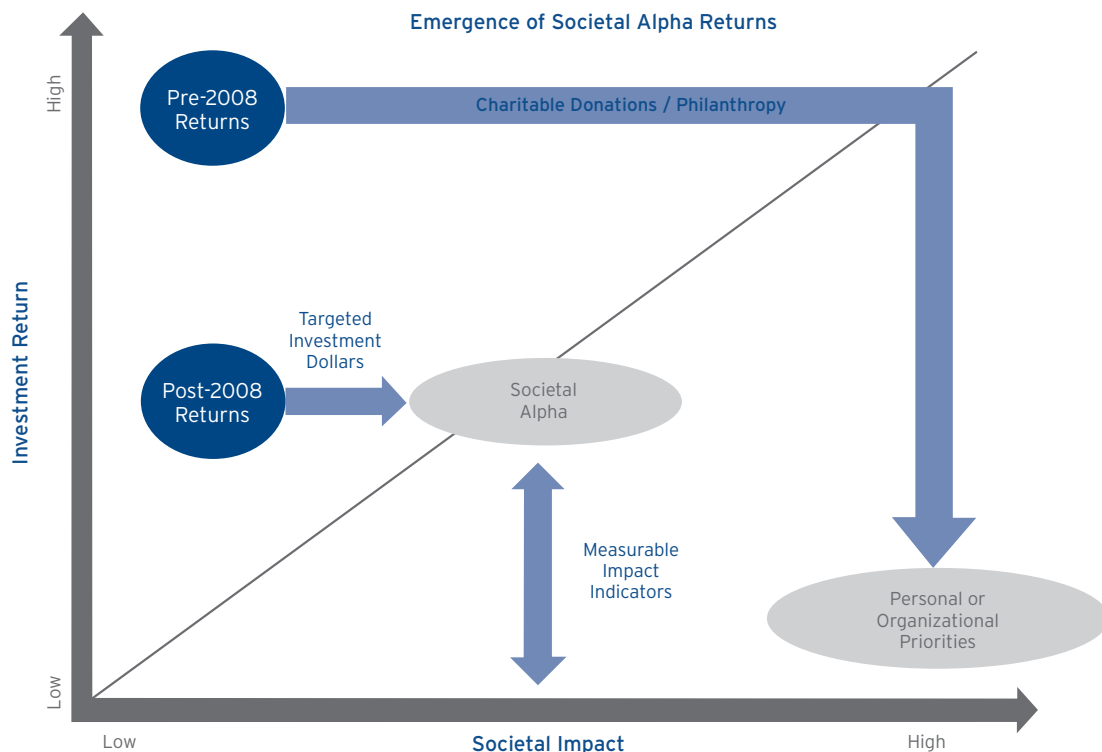 Emergence of Societal Alpha Returns
High
Pre-2008
Returns
Charitable Donations / Philanthropy
Investment Return
Targeted
Investment
Dollars
Post-2008
Returns
Societal
Alpha
Measurable
Impact
Indicators
Personal or
Organizational
Priorities
Low
Low
Societal Impact
High